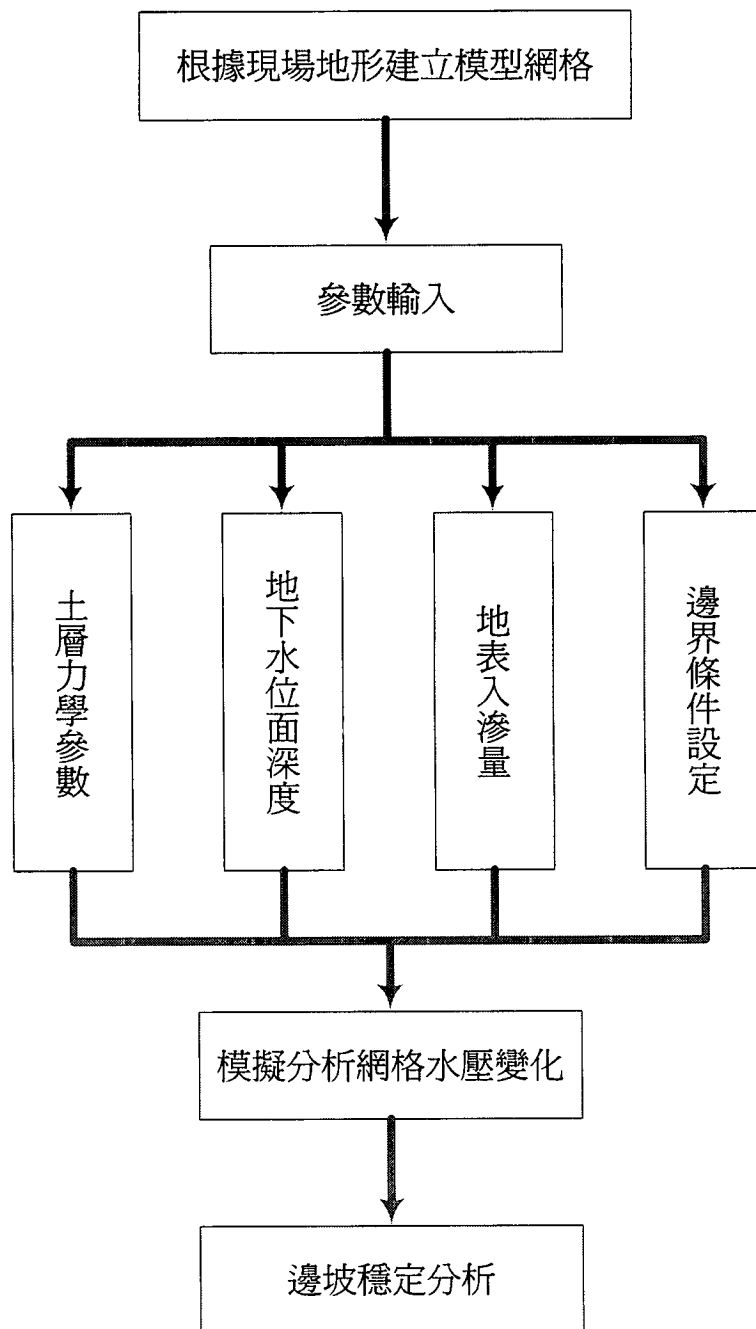 根據現場地形建立模型網格
參數輸入
土層力學參數
地下水位面深度
地表入滲量
邊界條件設定
模擬分析網格水壓變化
邊坡穩定分析